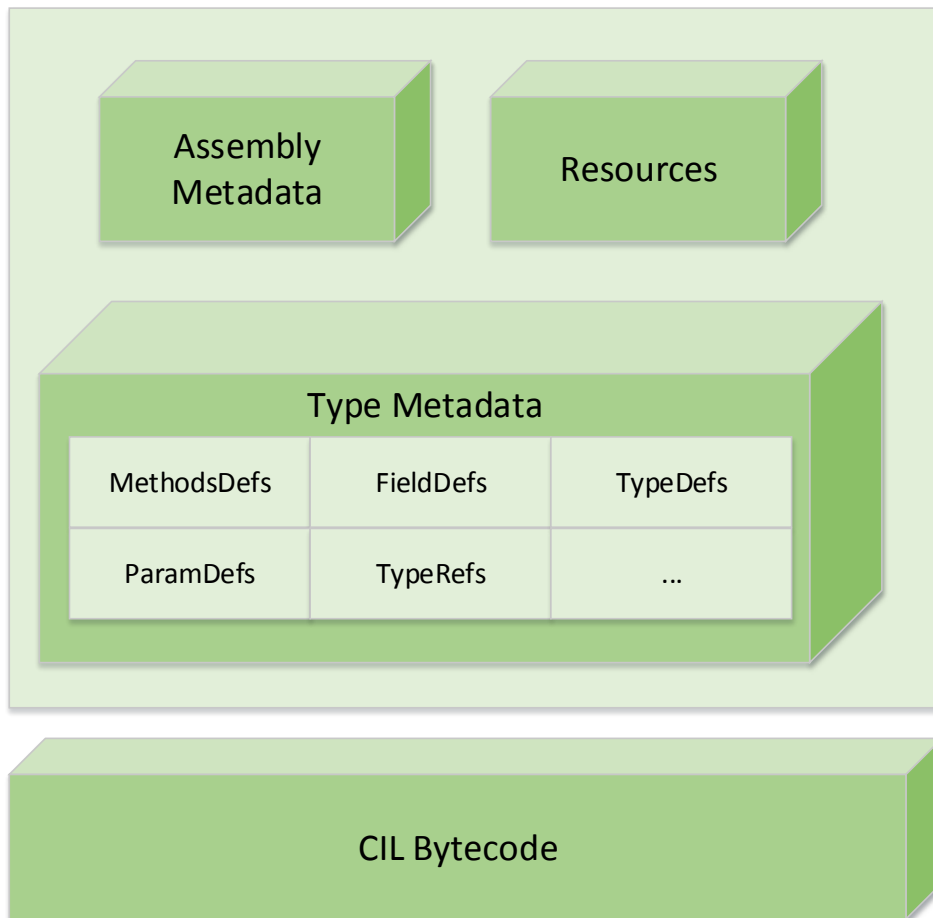 Assembly
Metadata
Resources
Type Metadata
MethodsDefs
FieldDefs
TypeDefs
ParamDefs
TypeRefs
...
CIL Bytecode